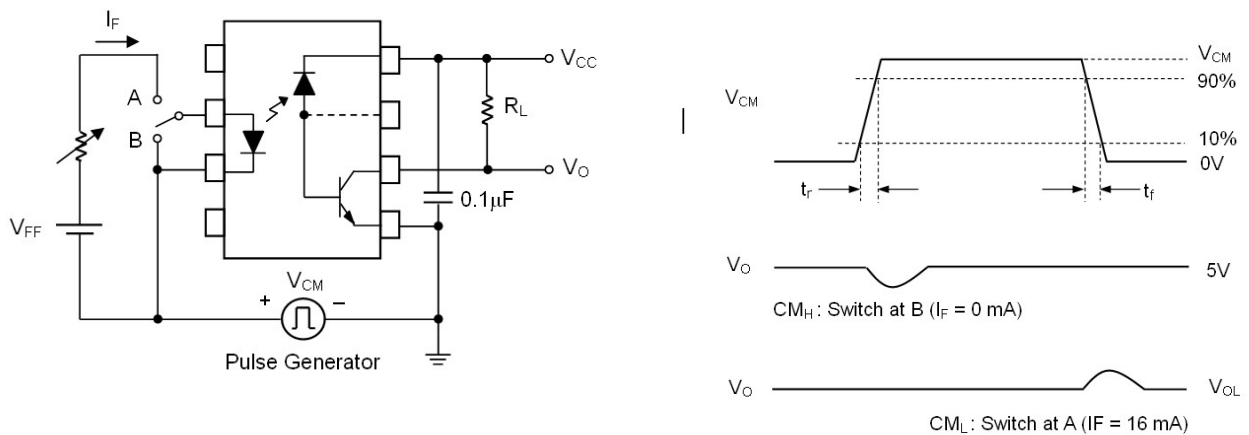 I_F
A
B
V_FF
V_CC
R_L
V_O
0.1μF
V_CM
+ −
Pulse Generator
V_CM
V_CM
90%
10%
0V
t_r
t_f
V_O
5V
CM_H : Switch at B (I_F = 0 mA)
V_O
V_OL
CM_L: Switch at A (IF = 16 mA)